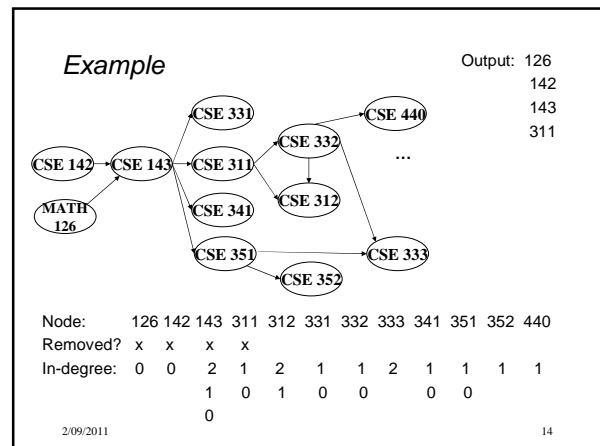 Example
Output: 126
142
143
311
CSE 331
CSE 440
CSE 332
...
CSE 142
CSE 143
CSE 311
MATH
126
CSE 341
CSE 312
CSE 351
CSE 333
CSE 352
Node: 126 142 143 311 312 331 332 333 341 351 352 440
Removed? x x x x
In-degree: 0 0 2 1 2 1 1 2 1 1 1 1
1 0 1 0 0 0 0
0
2/09/2011 14